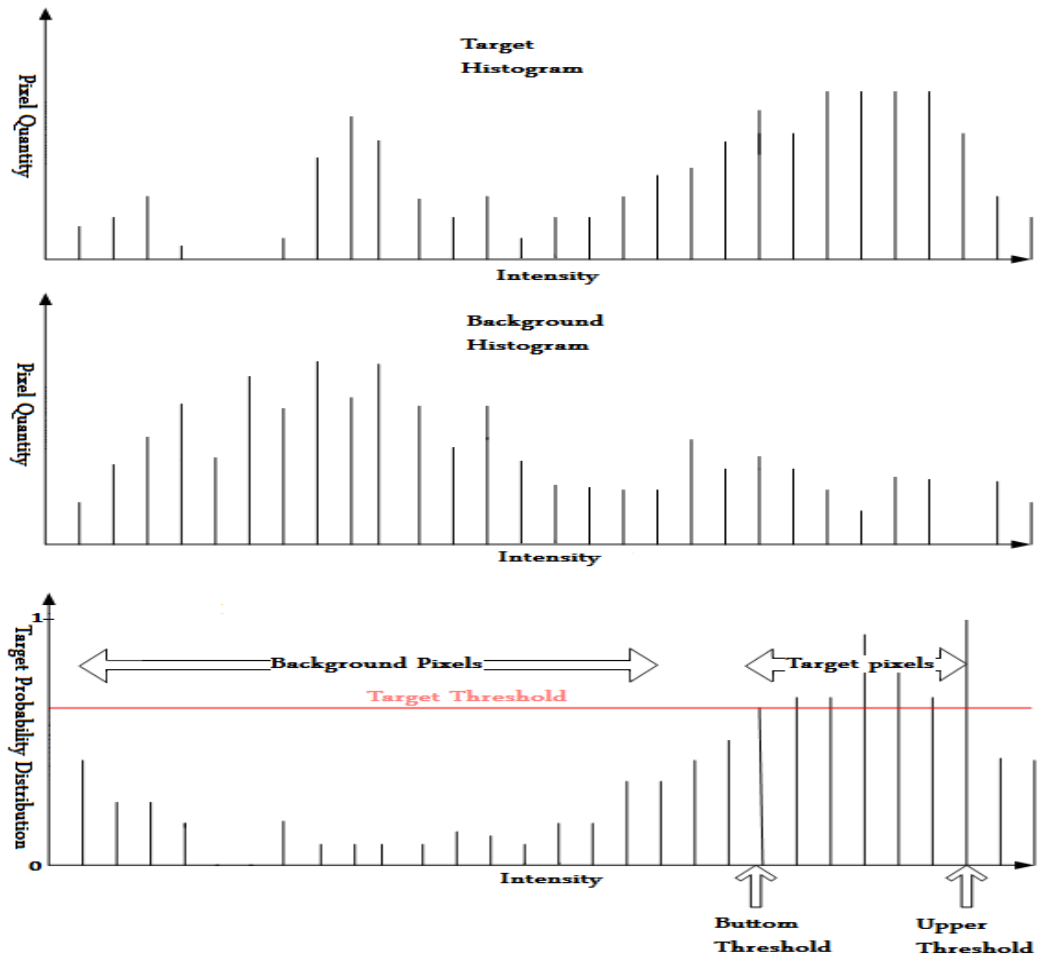 Target
Histogram
Pixel Quantity
Intensity
Background
Histogram
Pixel Quantity
Intensity
1
Background Pixels
Target pixels
Target Threshold
Target Probability Distribution
0
Intensity
Buttom
Threshold
Upper
Threshold